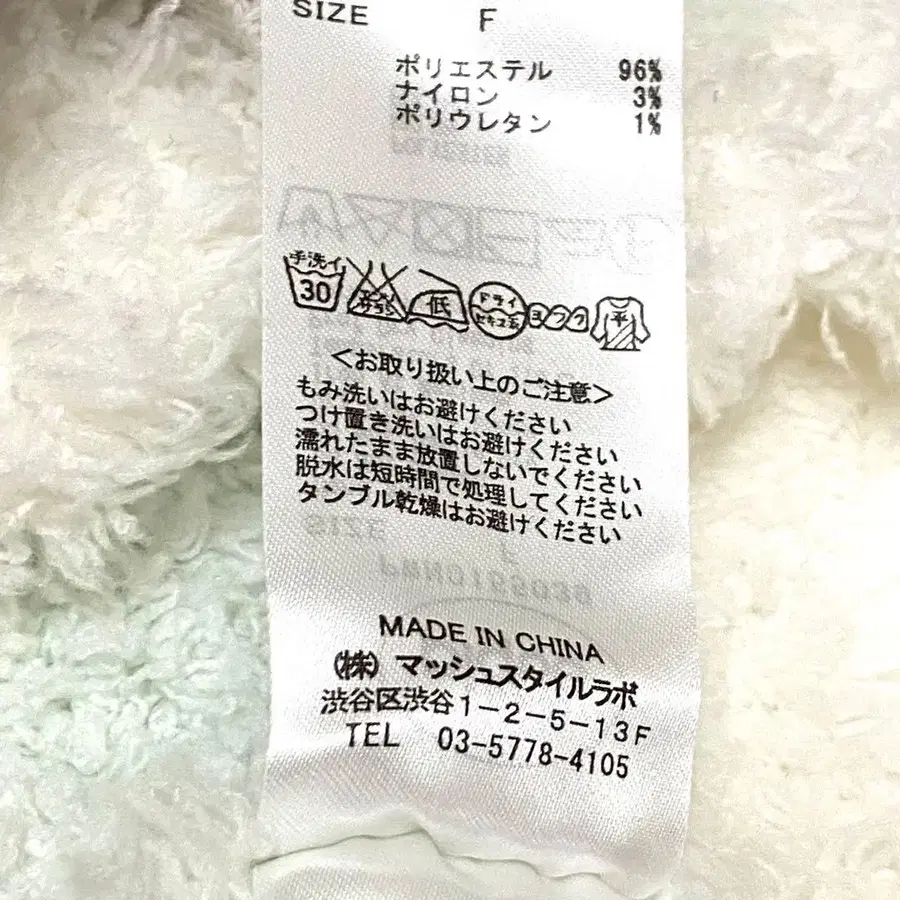 SIZE F
ポリエステル 96%
ナイロン 3%
ポリウレタン 1%
手洗イ 30
エンソサラシ
低
ドライ セキユ系
ヨワク
平
<お取り扱い上のご注意>
もみ洗いはお避けください
つけ置き洗いはお避けください
濡れたまま放置しないでください
脱水は短時間で処理してください
タンブル乾燥はお避けください
MADE IN CHINA
(株) マッシュスタイルラボ
渋谷区渋谷1-2-5-13F
TEL 03-5778-4105